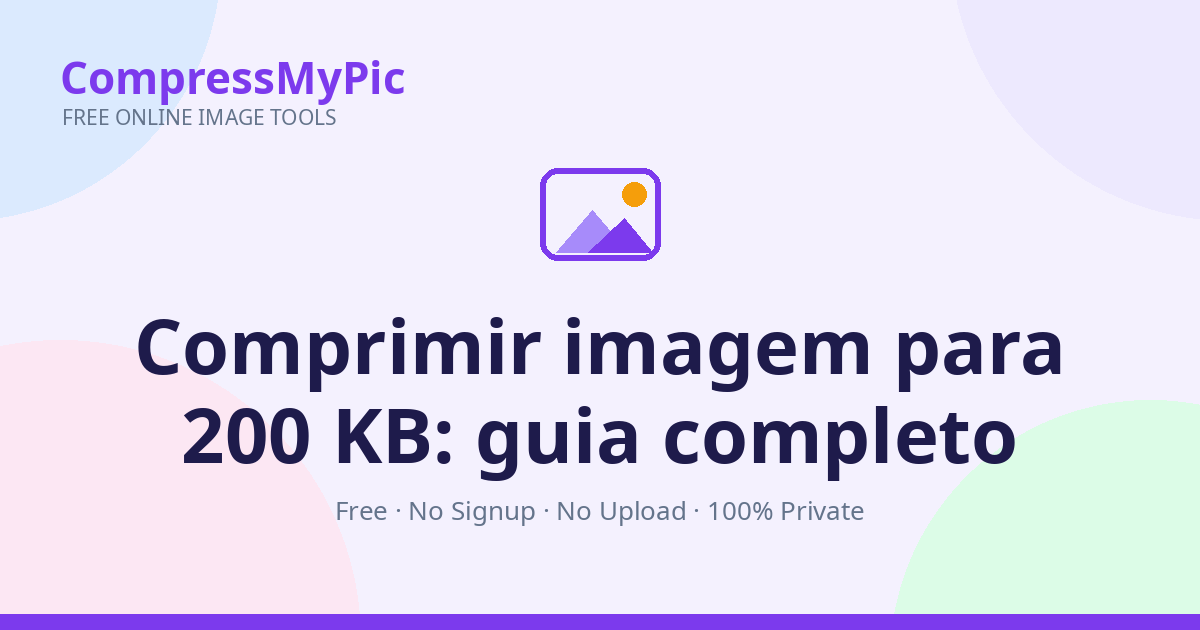 CompressMyPic
FREE ONLINE IMAGE TOOLS
Comprimir imagem para
200 KB: guia completo
Free · No Signup · No Upload · 100% Private